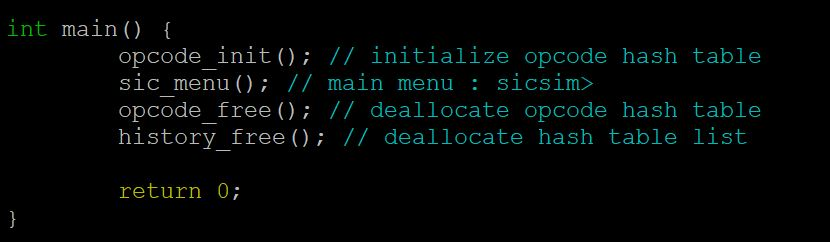 int main() {
        opcode_init(); // initialize opcode hash table
        sic_menu(); // main menu : sicsim>
        opcode_free(); // deallocate opcode hash table
        history_free(); // deallocate hash table list

        return 0;
}